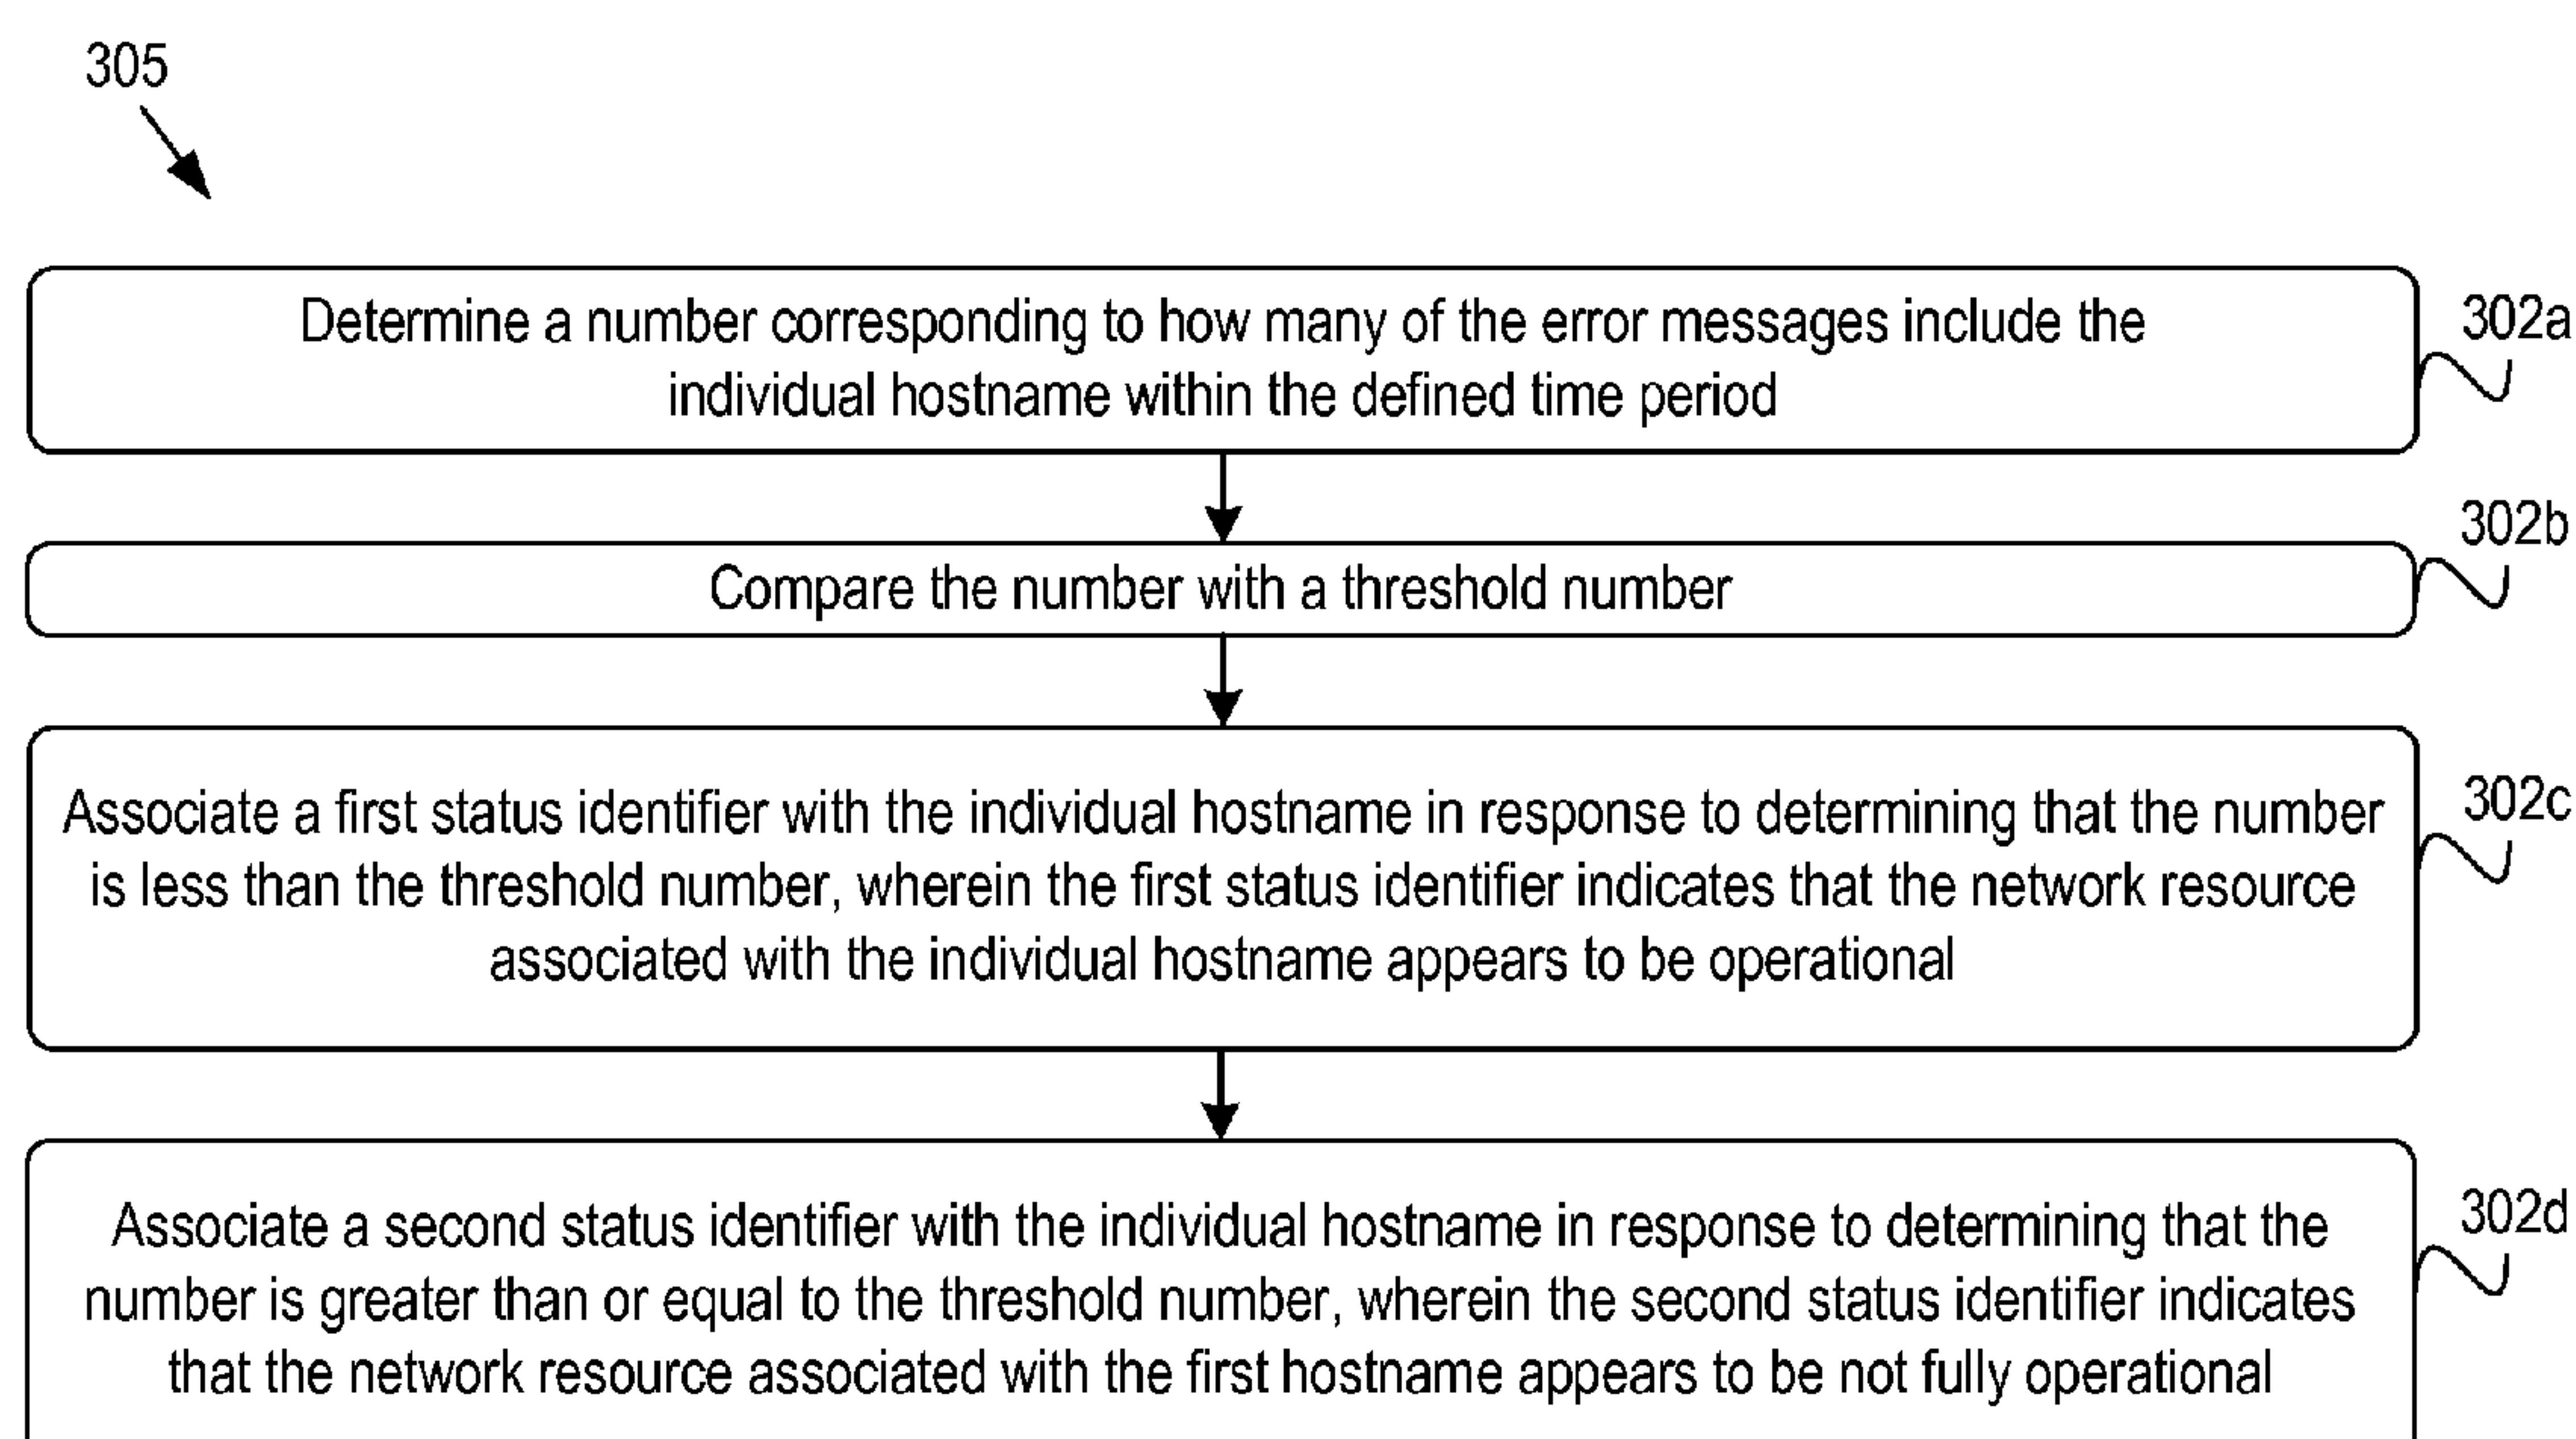 305
Determine a number corresponding to how many of the error messages include the
individual hostname within the defined time period
302a
Compare the number with a threshold number
302b
Associate a first status identifier with the individual hostname in response to determining that the number
is less than the threshold number, wherein the first status identifier indicates that the network resource
associated with the individual hostname appears to be operational
302c
Associate a second status identifier with the individual hostname in response to determining that the
number is greater than or equal to the threshold number, wherein the second status identifier indicates
that the network resource associated with the first hostname appears to be not fully operational
302d